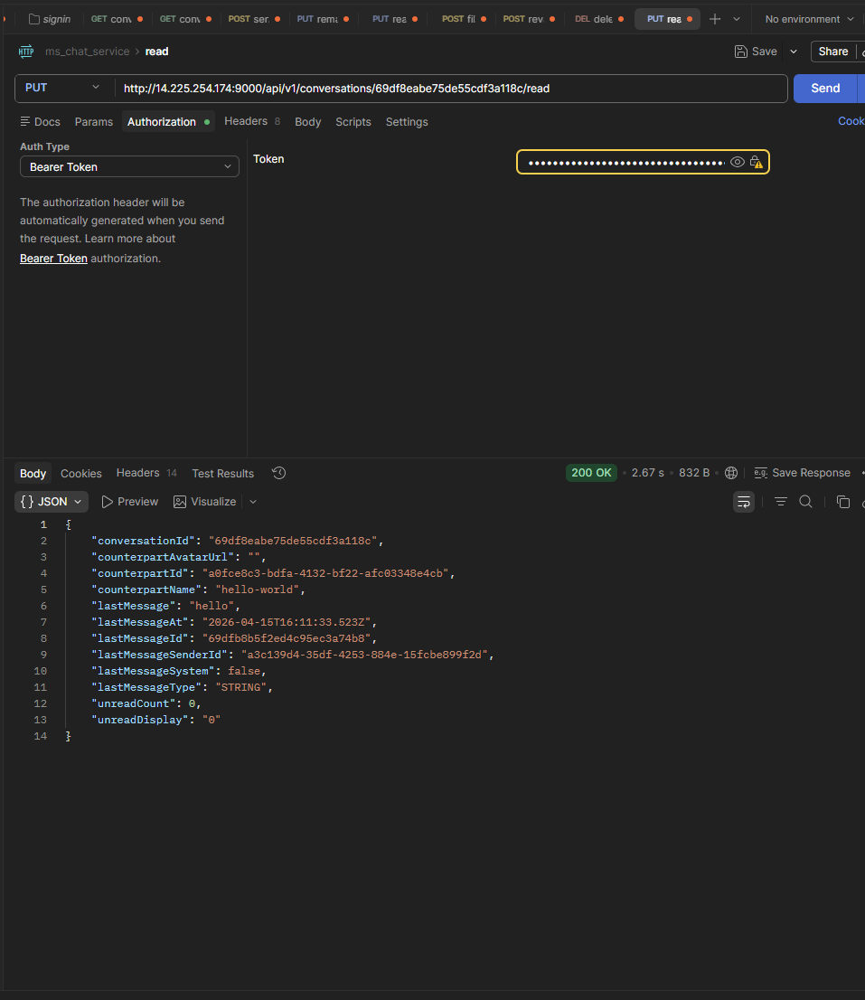 signin GET conv GET conv POST ser PUT rema PUT rea POST fil POST rev DEL dele PUT rea No environment
HTTP ms_chat_service > read Save Share
PUT http://14.225.254.174:9000/api/v1/conversations/69df8eabe75de55cdf3a118c/read Send
Docs Params Authorization Headers 8 Body Scripts Settings Cook
Auth Type
Bearer Token
Token
The authorization header will be
automatically generated when you send
the request. Learn more about
Bearer Token authorization.
Body Cookies Headers 14 Test Results 200 OK 2.67 s 832 B e.g. Save Response
{ } JSON Preview Visualize
1 {
2 "conversationId": "69df8eabe75de55cdf3a118c",
3 "counterpartAvatarUrl": "",
4 "counterpartId": "a0fce8c3-bdfa-4132-bf22-afc03348e4cb",
5 "counterpartName": "hello-world",
6 "lastMessage": "hello",
7 "lastMessageAt": "2026-04-15T16:11:33.523Z",
8 "lastMessageId": "69dfb8b5f2ed4c95ec3a74b8",
9 "lastMessageSenderId": "a3c139d4-35df-4253-884e-15fcbe899f2d",
10 "lastMessageSystem": false,
11 "lastMessageType": "STRING",
12 "unreadCount": 0,
13 "unreadDisplay": "0"
14 }